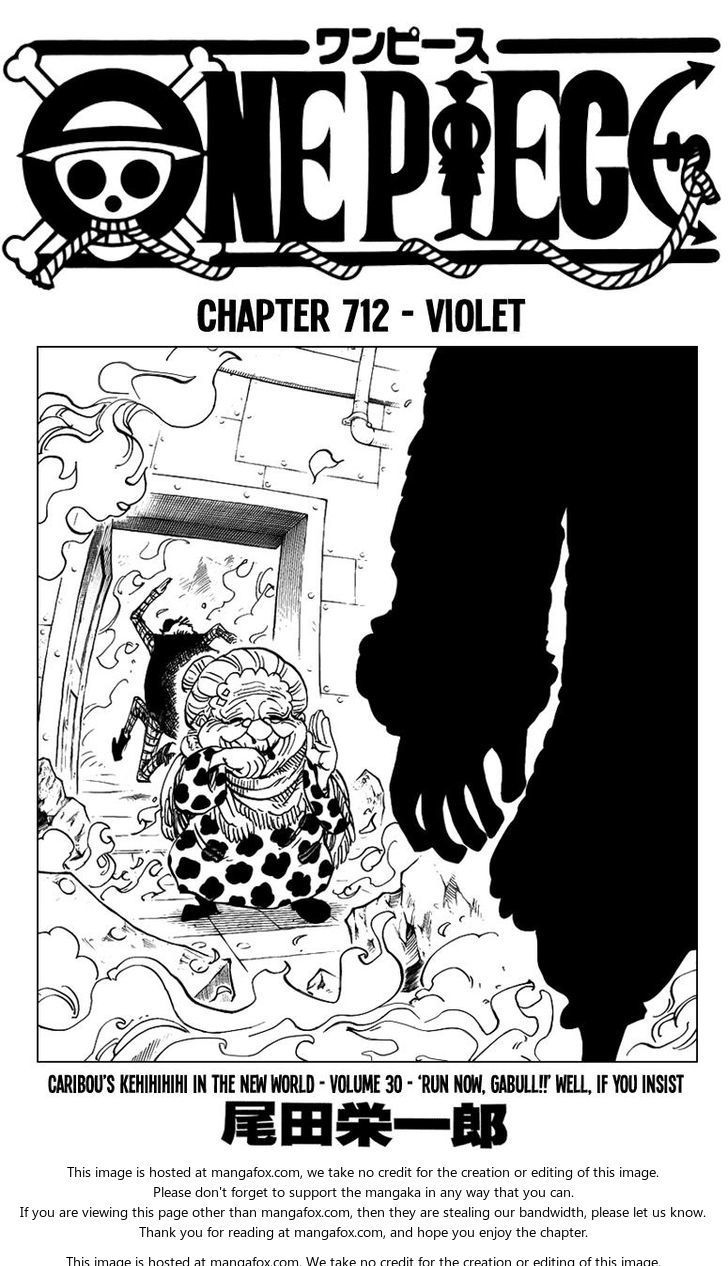 ワンピース
ONE PIECE
CHAPTER 712 - VIOLET
CARIBOU'S KEHIHIHIHI IN THE NEW WORLD - VOLUME 30 - 'RUN NOW, GABULL!!' WELL, IF YOU INSIST
尾田栄一郎
This image is hosted at mangafox.com, we take no credit for the creation or editing of this image.
Please don't forget to support the mangaka in any way that you can.
If you are viewing this page other than mangafox.com, then they are stealing our bandwidth, please let us know.
Thank you for reading at mangafox.com, and hope you enjoy the chapter.
This image is hosted at mangafox.com. We take no credit for the creation or editing of this image.